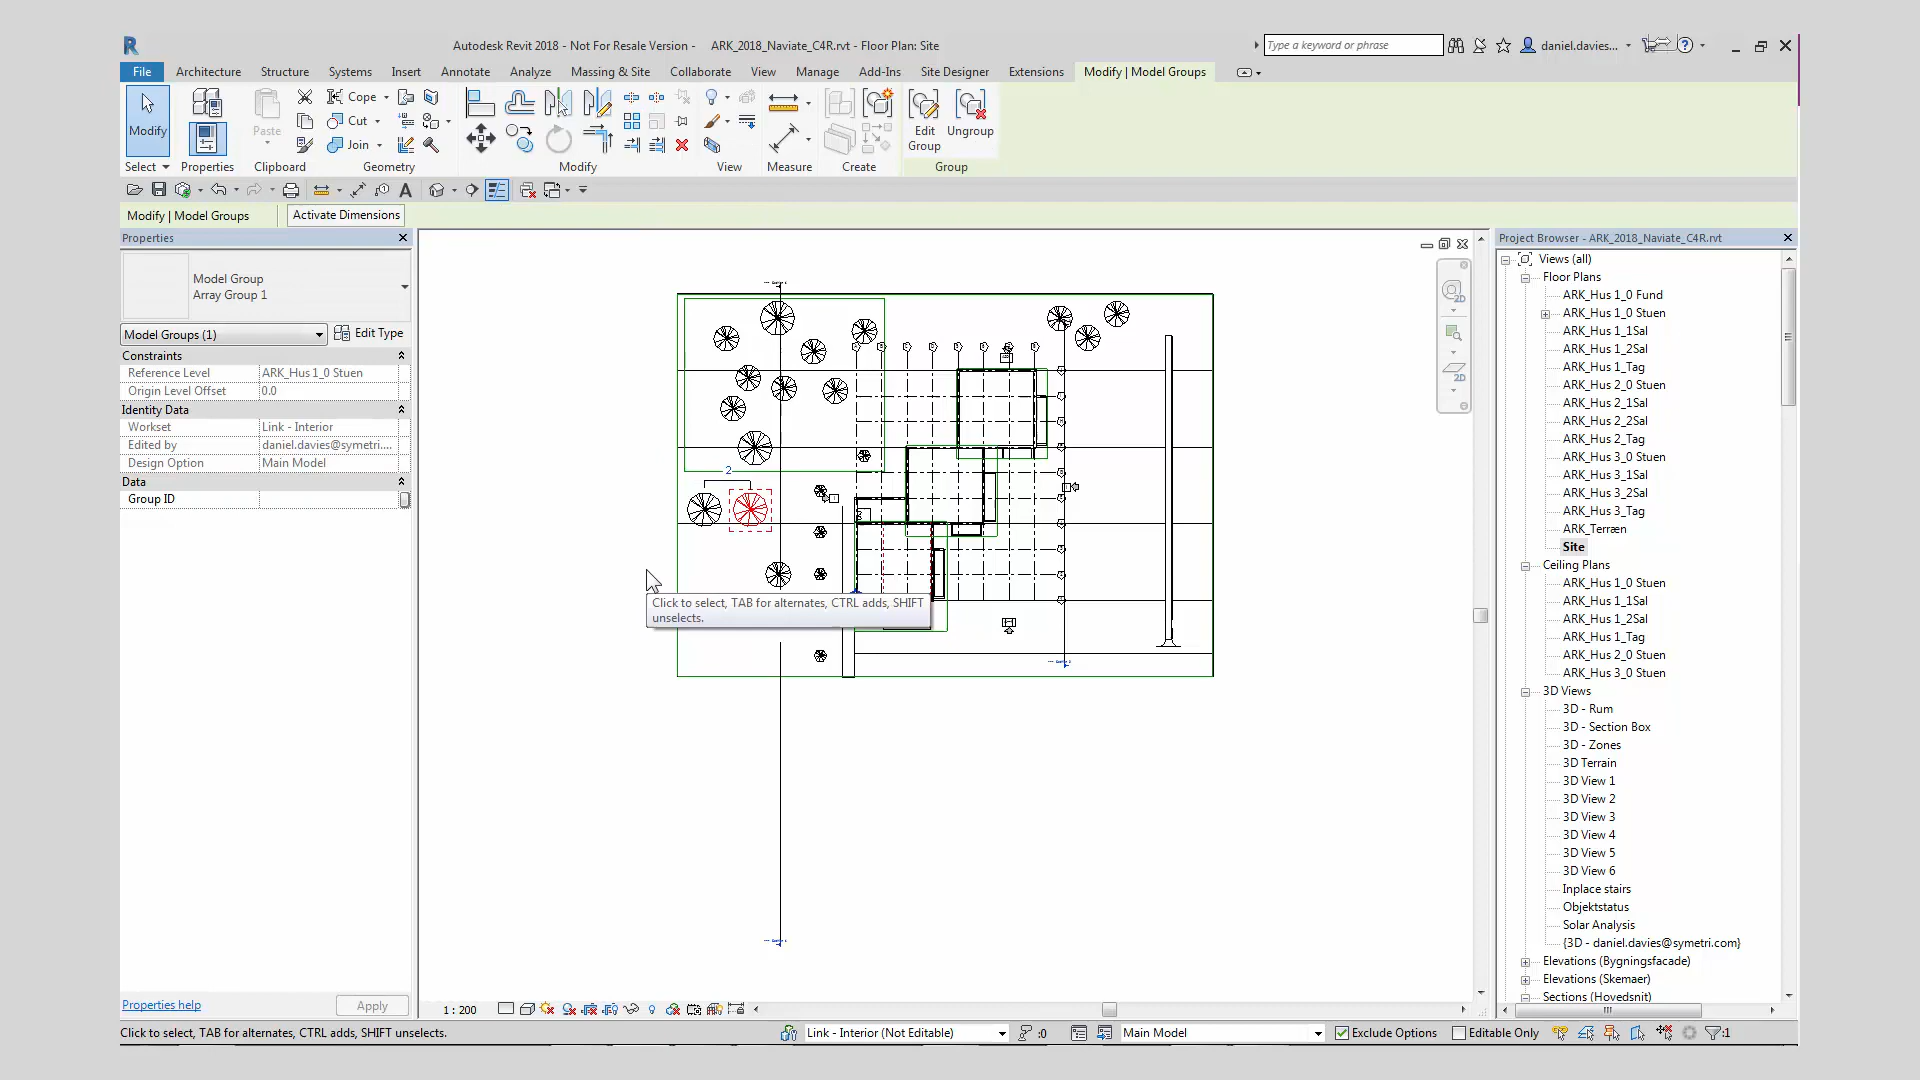 Autodesk Revit 2018 - Not For Resale Version - ARK_2018_Naviate_C4R.rvt - Floor Plan: Site
Type a keyword or phrase
daniel.davies...
File Architecture Structure Systems Insert Annotate Analyze Massing & Site Collaborate View Manage Add-Ins Site Designer Extensions Modify | Model Groups
Modify
Paste
Cope
Cut
Join
Edit Group
Ungroup
Select Properties Clipboard Geometry Modify View Measure Create Group
Modify | Model Groups
Activate Dimensions
Properties
Model Group
Array Group 1
Model Groups (1)
Edit Type
Constraints
Reference Level ARK_Hus 1_0 Stuen
Origin Level Offset 0.0
Identity Data
Workset Link - Interior
Edited by daniel.davies@symetri....
Design Option Main Model
Data
Group ID
Properties help
Apply
2D
2D
2
Click to select, TAB for alternates, CTRL adds, SHIFT
unselects.
Project Browser - ARK_2018_Naviate_C4R.rvt
Views (all)
Floor Plans
ARK_Hus 1_0 Fund
ARK_Hus 1_0 Stuen
ARK_Hus 1_1Sal
ARK_Hus 1_2Sal
ARK_Hus 1_Tag
ARK_Hus 2_0 Stuen
ARK_Hus 2_1Sal
ARK_Hus 2_2Sal
ARK_Hus 2_Tag
ARK_Hus 3_0 Stuen
ARK_Hus 3_1Sal
ARK_Hus 3_2Sal
ARK_Hus 3_Tag
ARK_Terræn
Site
Ceiling Plans
ARK_Hus 1_0 Stuen
ARK_Hus 1_1Sal
ARK_Hus 1_2Sal
ARK_Hus 1_Tag
ARK_Hus 2_0 Stuen
ARK_Hus 3_0 Stuen
3D Views
3D - Rum
3D - Section Box
3D - Zones
3D Terrain
3D View 1
3D View 2
3D View 3
3D View 4
3D View 5
3D View 6
Inplace stairs
Objektstatus
Solar Analysis
{3D - daniel.davies@symetri.com}
Elevations (Bygningsfacade)
Elevations (Skemaer)
Sections (Hovedsnit)
1 : 200
Click to select, TAB for alternates, CTRL adds, SHIFT unselects.
Link - Interior (Not Editable)
:0
Main Model
Exclude Options
Editable Only
:1